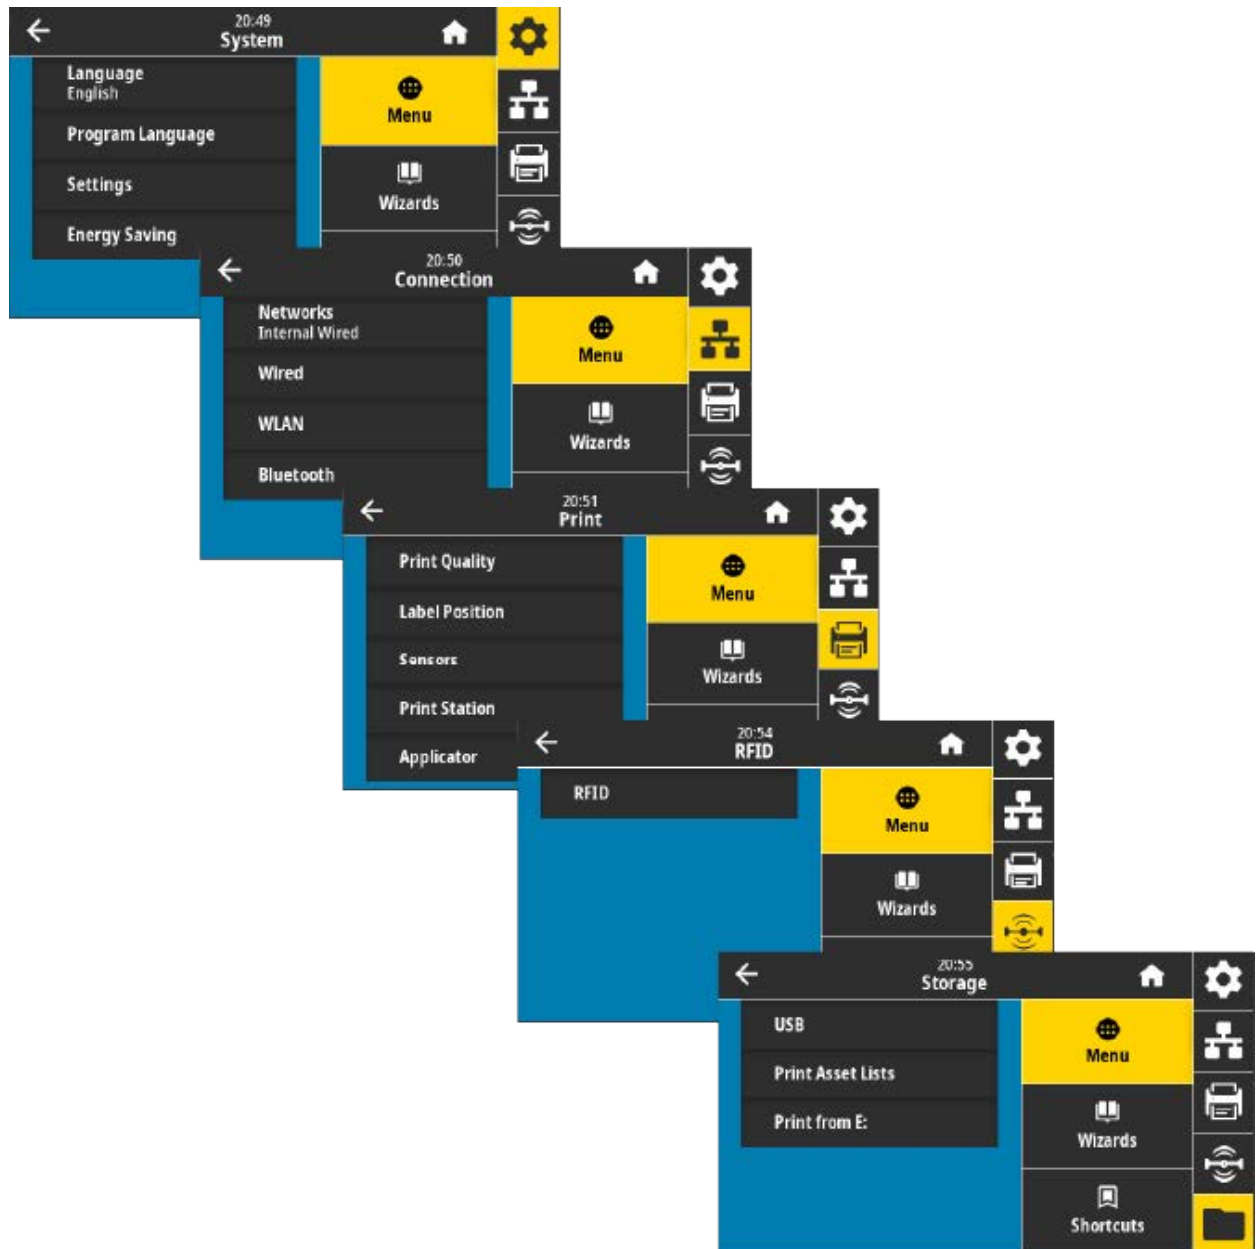 20:49
System
Language
English
Program Language
Settings
Energy Saving
Menu
Wizards
20:50
Connection
Networks
Internal Wired
Wired
WLAN
Bluetooth
Menu
Wizards
20:51
Print
Print Quality
Label Position
Sensors
Print Station
Applicator
Menu
Wizards
20:54
RFID
RFID
Menu
Wizards
20:55
Storage
USB
Print Asset Lists
Print from E:
Menu
Wizards
Shortcuts